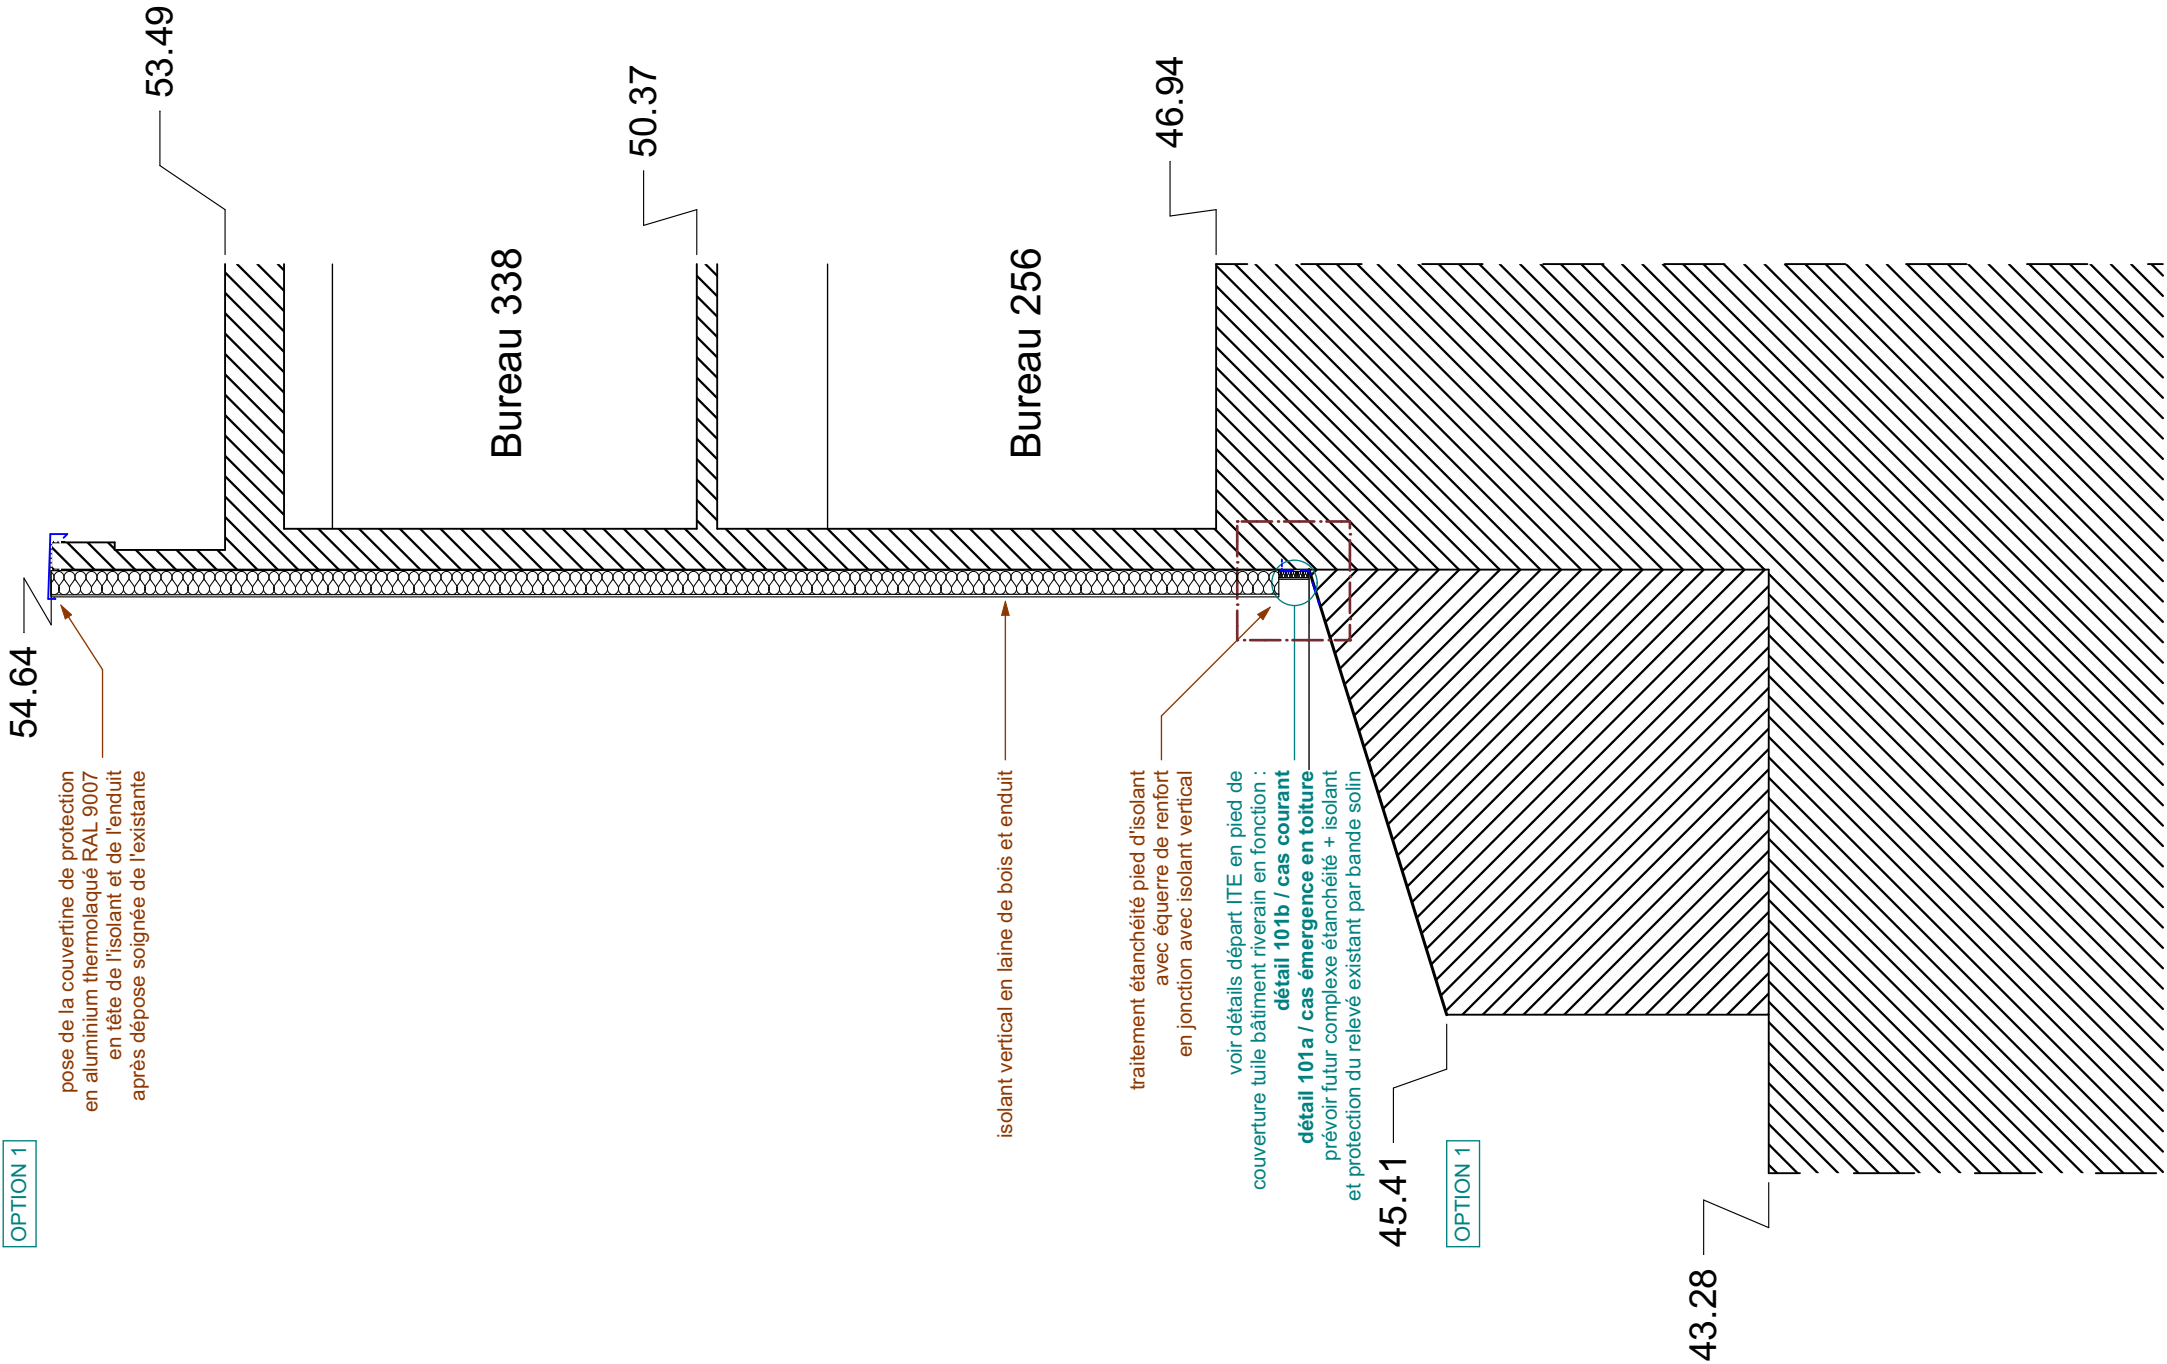 OPTION 1
54.64
53.49
pose de la couvertine de protection
en aluminium thermolaqué RAL 9007
en tête de l'isolant et de l'enduit
après dépose soignée de l'existante
Bureau 338
50.37
isolant vertical en laine de bois et enduit
Bureau 256
46.94
traitement étanchéité pied d'isolant
avec équerre de renfort
en jonction avec isolant vertical
voir détails départ ITE en pied de
couverture tuile bâtiment riverain en fonction :
détail 101b / cas courant
détail 101a / cas émergence en toiture
prévoir futur complexe étanchéité + isolant
et protection du relevé existant par bande solin
45.41
OPTION 1
43.28